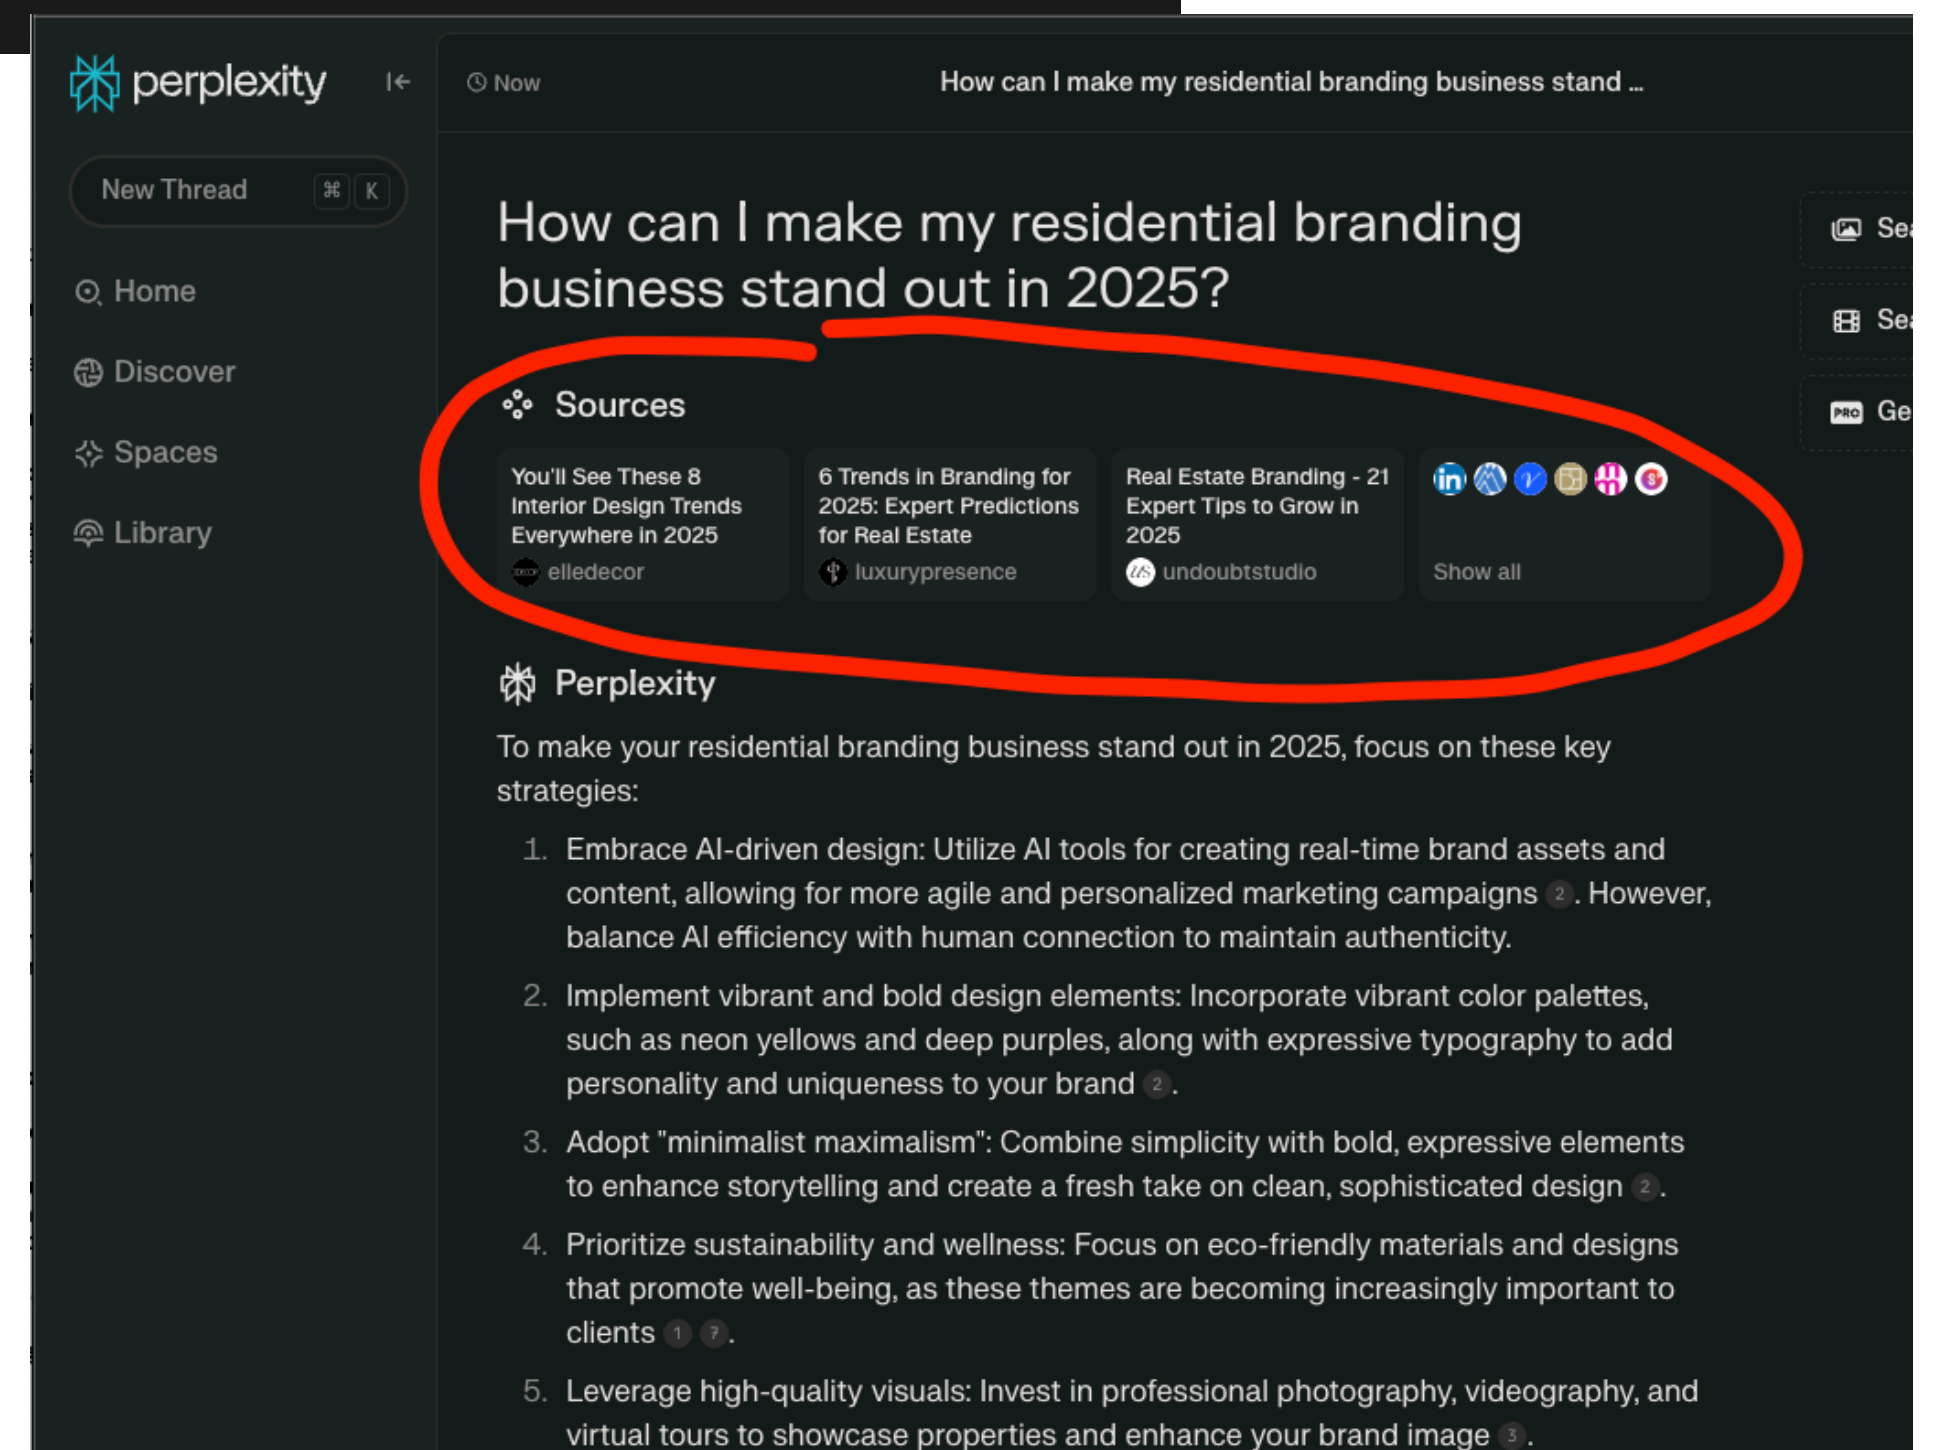 perplexity
New Thread ⌘ K
Home
Discover
Spaces
Library
Now
How can I make my residential branding business stand ...
How can I make my residential branding
business stand out in 2025?
Sources
You'll See These 8
Interior Design Trends
Everywhere in 2025
elledecor
6 Trends in Branding for
2025: Expert Predictions
for Real Estate
luxurypresence
Real Estate Branding - 21
Expert Tips to Grow in
2025
undoubtstudio
in
Show all
Sea
Sea
PRO Ge
Perplexity
To make your residential branding business stand out in 2025, focus on these key
strategies:
1. Embrace AI-driven design: Utilize AI tools for creating real-time brand assets and
content, allowing for more agile and personalized marketing campaigns 2. However,
balance AI efficiency with human connection to maintain authenticity.
2. Implement vibrant and bold design elements: Incorporate vibrant color palettes,
such as neon yellows and deep purples, along with expressive typography to add
personality and uniqueness to your brand 2.
3. Adopt "minimalist maximalism": Combine simplicity with bold, expressive elements
to enhance storytelling and create a fresh take on clean, sophisticated design 2.
4. Prioritize sustainability and wellness: Focus on eco-friendly materials and designs
that promote well-being, as these themes are becoming increasingly important to
clients 1 7.
5. Leverage high-quality visuals: Invest in professional photography, videography, and
virtual tours to showcase properties and enhance your brand image 3.